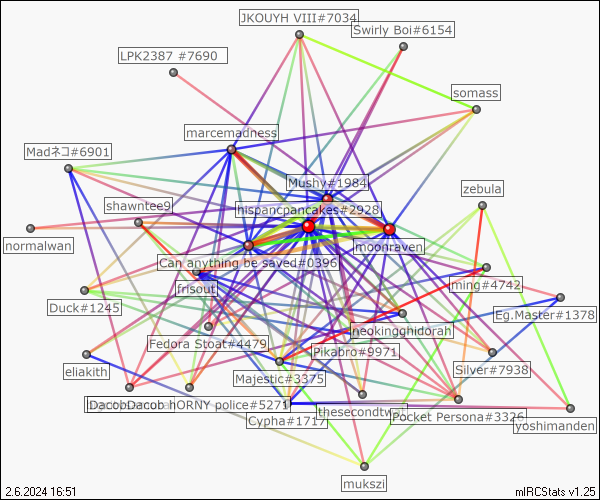 JKOUYH VIII#7034
Swirly Boi#6154
LPK2387 #7690
somass
marcemadness
Madネコ#6901
Mushy#1984
zebula
shawntee9
hispancpancakes#2928
normalwan
moonraven
Can anything be saved#0396
frisout
ming#4742
Duck#1245
Eg.Master#1378
neokingghidorah
Fedora Stoat#4479
Pikabro#9971
eliakith
Silver#7938
Majestic#3375
DacobDacob hORNY police#5271
thesecondtwo
Pocket Persona#3326
Cypha#1717
yoshimanden
mukszi
2.6.2024 16:51
mIRCStats v1.25